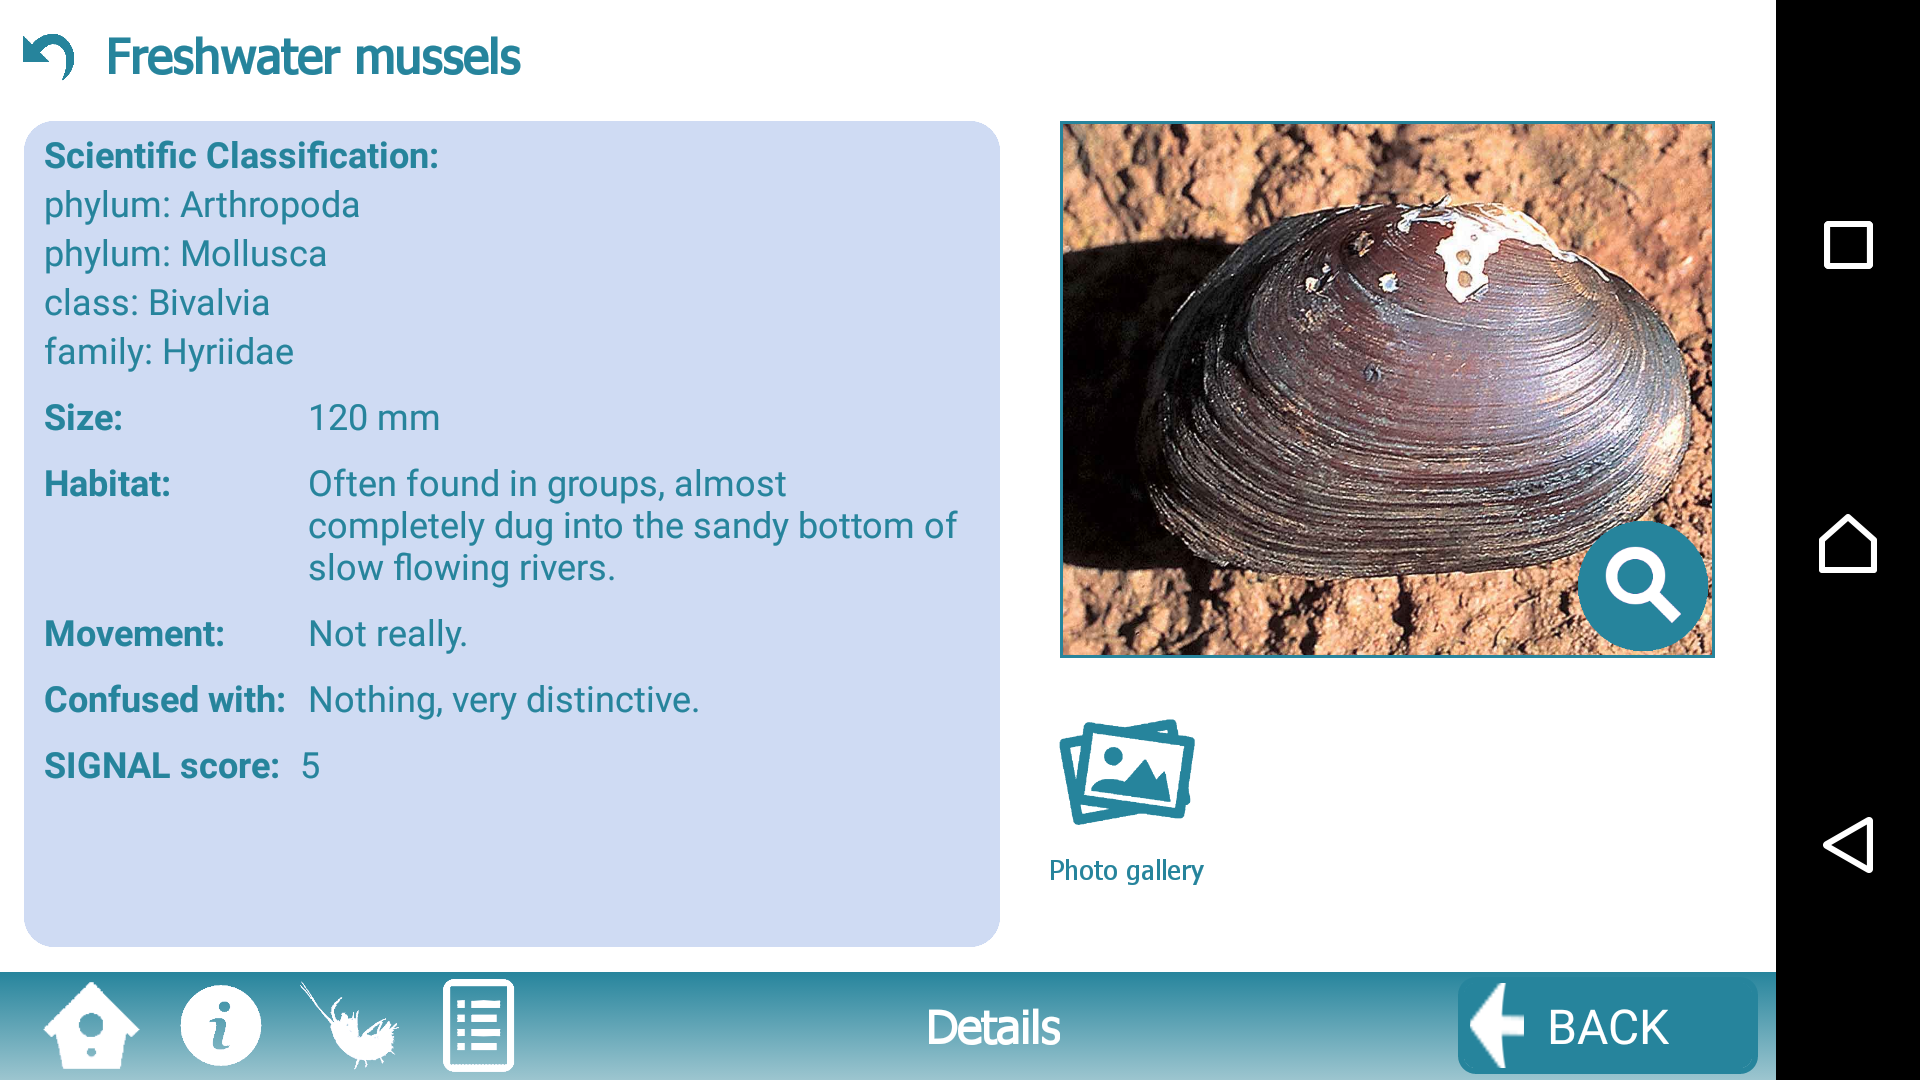 Freshwater mussels
Scientific Classification:
phylum: Arthropoda
phylum: Mollusca
class: Bivalvia
family: Hyriidae
Size: 120 mm
Habitat: Often found in groups, almost
completely dug into the sandy bottom of
slow flowing rivers.
Movement: Not really.
Confused with: Nothing, very distinctive.
SIGNAL score: 5
Photo gallery
Details
BACK